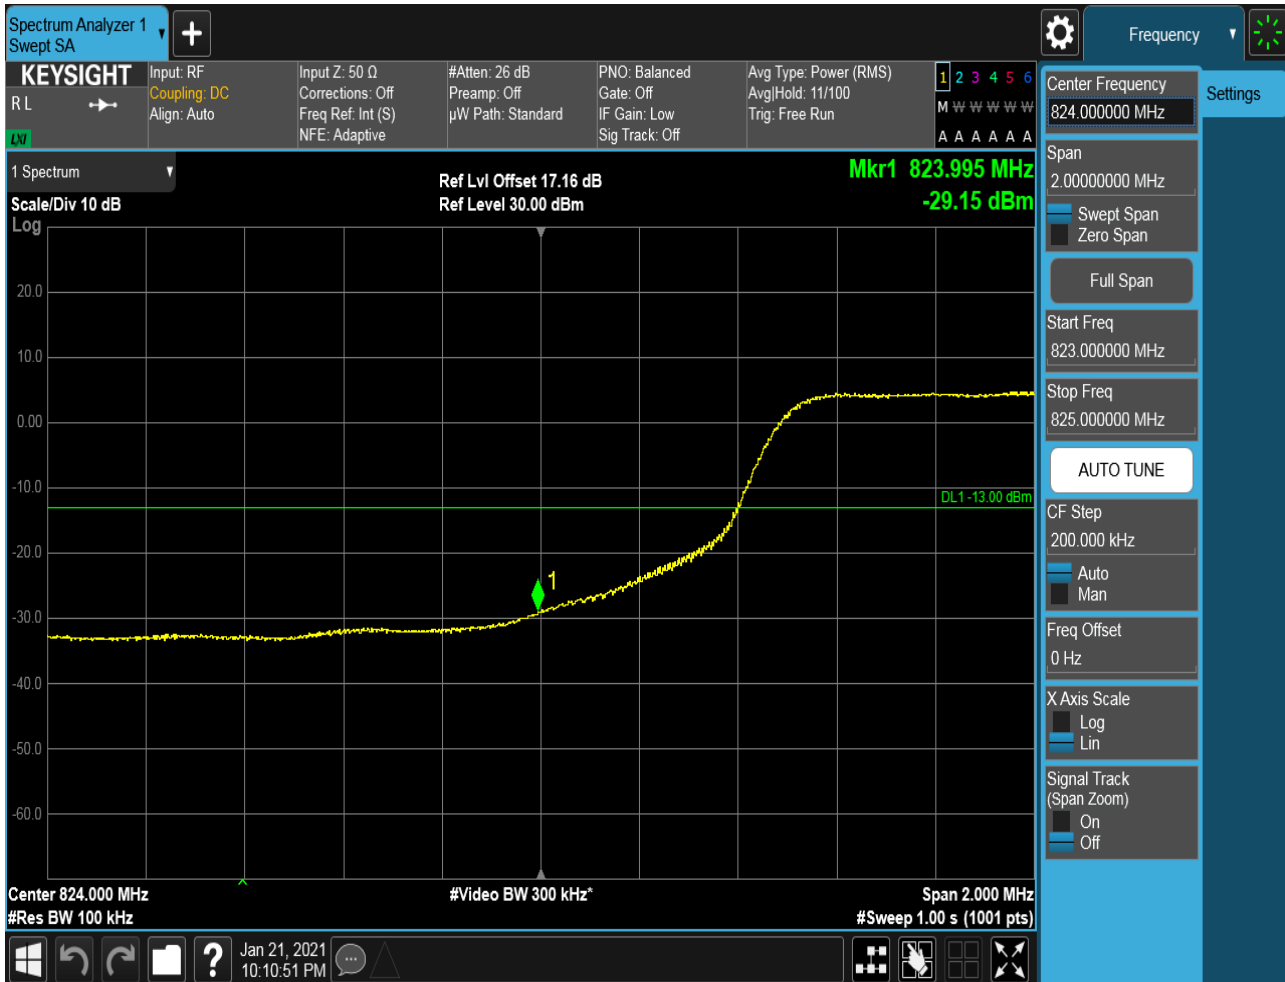 Spectrum Analyzer 1
Swept SA
Frequency
KEYSIGHT
R L
LXI
Input: RF
Coupling: DC
Align: Auto
Input Z: 50 Ω
Corrections: Off
Freq Ref: Int (S)
NFE: Adaptive
#Atten: 26 dB
Preamp: Off
µW Path: Standard
PNO: Balanced
Gate: Off
IF Gain: Low
Sig Track: Off
Avg Type: Power (RMS)
Avg|Hold: 11/100
Trig: Free Run
1 2 3 4 5 6
M W W W W W
A A A A A A
1 Spectrum
Scale/Div 10 dB
Log
Ref Lvl Offset 17.16 dB
Ref Level 30.00 dBm
Mkr1 823.995 MHz
-29.15 dBm
20.0
10.0
0.00
-10.0
-20.0
-30.0
-40.0
-50.0
-60.0
DL1 -13.00 dBm
1
Center 824.000 MHz
#Res BW 100 kHz
#Video BW 300 kHz*
Span 2.000 MHz
#Sweep 1.00 s (1001 pts)
?
Jan 21, 2021
10:10:51 PM
Center Frequency
824.000000 MHz
Settings
Span
2.00000000 MHz
Swept Span
Zero Span
Full Span
Start Freq
823.000000 MHz
Stop Freq
825.000000 MHz
AUTO TUNE
CF Step
200.000 kHz
Auto
Man
Freq Offset
0 Hz
X Axis Scale
Log
Lin
Signal Track
(Span Zoom)
On
Off